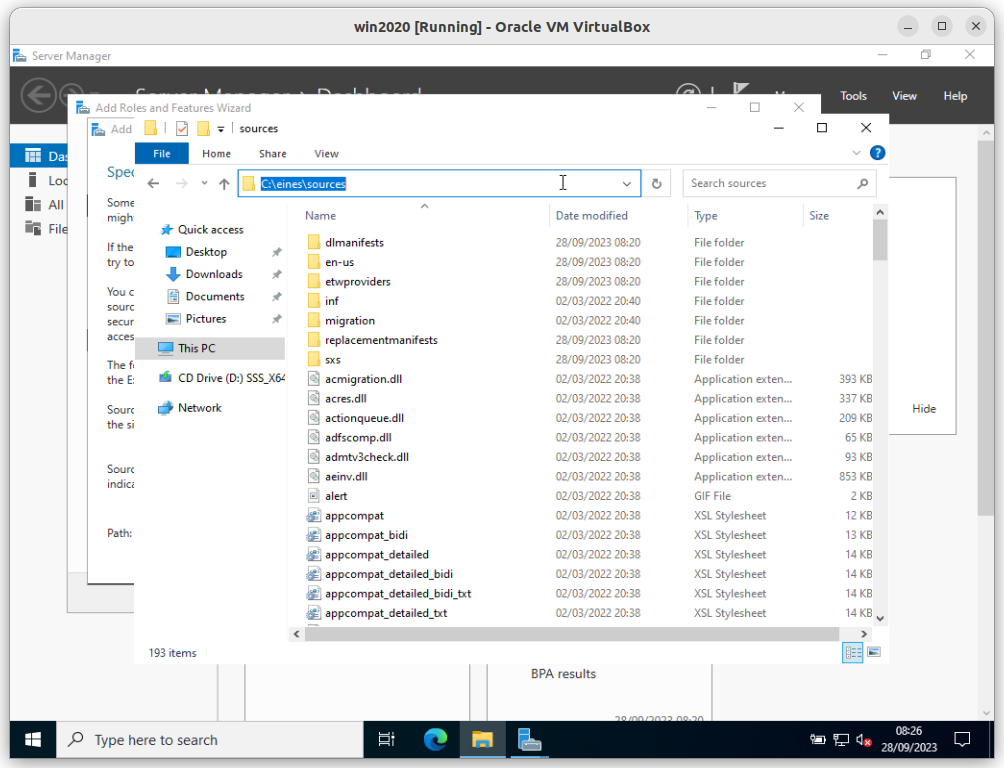 win2020 [Running] - Oracle VM VirtualBox
Server Manager
Tools View Help
Add Roles and Features Wizard
Add
sources
File Home Share View
C:\eines\sources
Search sources
Name Date modified Type Size
Quick access
Desktop
Downloads
Documents
Pictures
This PC
CD Drive (D:) SSS_X64
Network
dlmanifests 28/09/2023 08:20 File folder
en-us 28/09/2023 08:20 File folder
etwproviders 28/09/2023 08:20 File folder
inf 02/03/2022 20:40 File folder
migration 02/03/2022 20:40 File folder
replacementmanifests 28/09/2023 08:20 File folder
sxs 28/09/2023 08:20 File folder
acmigration.dll 02/03/2022 20:38 Application exten... 393 KB
acres.dll 02/03/2022 20:38 Application exten... 337 KB
actionqueue.dll 02/03/2022 20:38 Application exten... 209 KB
adfscomp.dll 02/03/2022 20:38 Application exten... 65 KB
admtv3check.dll 02/03/2022 20:38 Application exten... 93 KB
aeinv.dll 02/03/2022 20:38 Application exten... 853 KB
alert 02/03/2022 20:38 GIF File 2 KB
appcompat 02/03/2022 20:38 XSL Stylesheet 12 KB
appcompat_bidi 02/03/2022 20:38 XSL Stylesheet 13 KB
appcompat_detailed 02/03/2022 20:38 XSL Stylesheet 14 KB
appcompat_detailed_bidi 02/03/2022 20:38 XSL Stylesheet 14 KB
appcompat_detailed_bidi_txt 02/03/2022 20:38 XSL Stylesheet 14 KB
appcompat_detailed_txt 02/03/2022 20:38 XSL Stylesheet 14 KB
193 items
Some
If the
try to
You c
acces
The f
the E
the si
Path:
All
Hide
BPA results
28/09/2023 08:20
Type here to search
08:26
28/09/2023